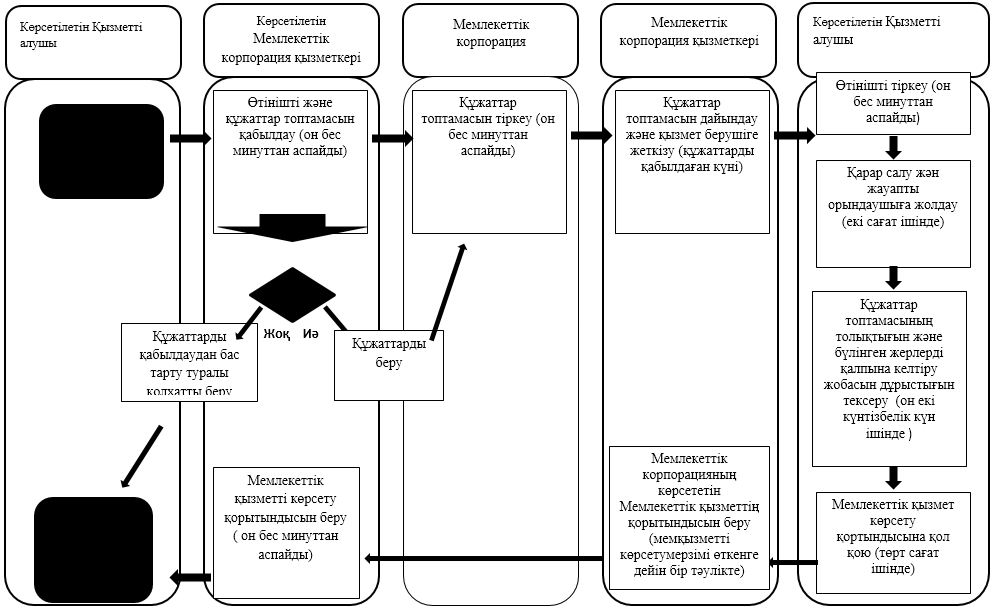 Көрсетілетін Қызметті
алушы
Көрсетілетін
Мемлекеттік
корпорация қызметкері
Мемлекеттік
корпорация
Мемлекеттік
корпорация қызметкері
Көрсетілетін Қызметті
алушы
Өтінішті және
құжаттар топтамасын
қабылдау (он бес
минуттан аспайды)
Құжаттар
топтамасын тіркеу (он
бес минуттан
аспайды)
Құжаттар
топтамасын дайындау
және қызмет берушіге
жеткізу (құжаттарды
қабылдаған күні)
Өтінішті тіркеу (он
бес минуттан
аспайды)
Қарар салу жән
жауапты
орындаушыға жолдау
(екі сағат ішінде)
Жоқ Иә
Құжаттарды
қабылдаудан бас
тарту туралы
қолхатты беру
Құжаттарды
беру
Құжаттар
топтамасының
толықтығын және
бүлінген жерлерді
қалпына келтіру
жобасын дұрыстығын
тексеру (он екі
күнтізбелік күн
ішінде )
Мемлекеттік
қызметті көрсету
қорытындысын беру
( он бес минуттан
аспайды)
Мемлекеттік
корпорацияның
көрсететін
Мемлекеттік қызметтің
қорытындысын беру
(мемқызметті
көрсетумерзімі өткенге
дейін бір тәулікте)
Мемлекеттік қызмет
көрсету
қортындысына қол
қою (төрт сағат
ішінде)